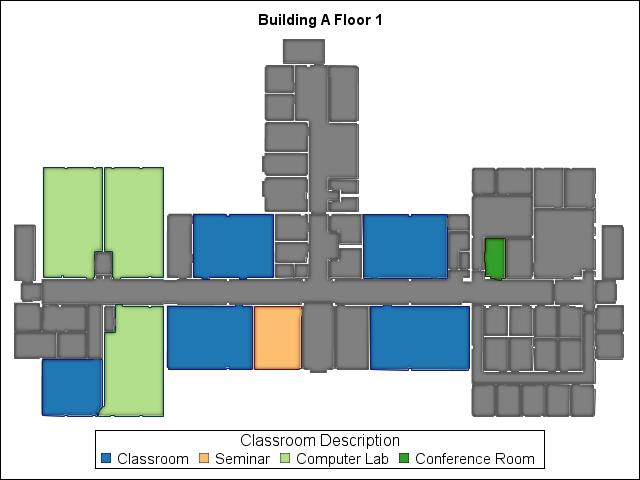 Building A Floor 1
Classroom Description
Classroom Seminar Computer Lab Conference Room